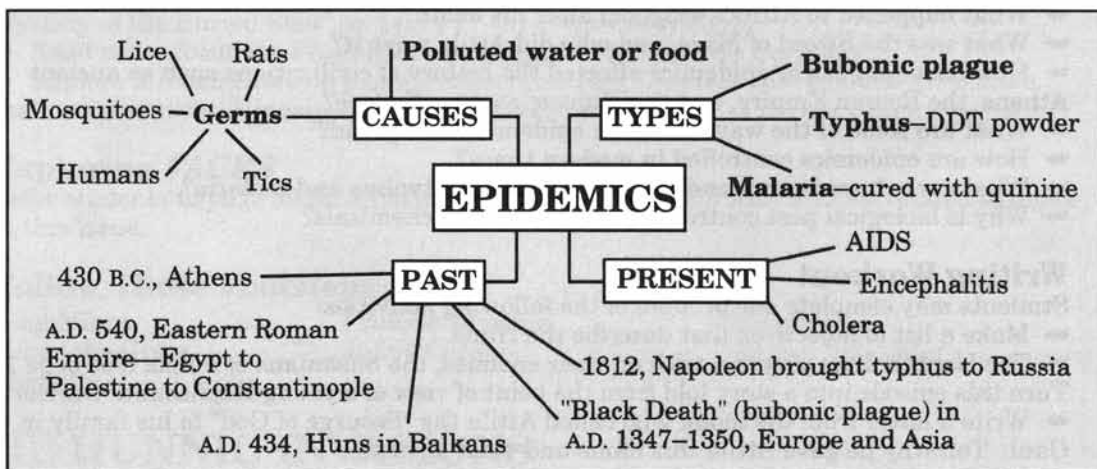 Lice
Rats
Polluted water or food
Bubonic plague
Mosquitoes
Germs
CAUSES
TYPES
Typhus–DDT powder
Humans
Tics
EPIDEMICS
Malaria–cured with quinine
AIDS
430 B.C., Athens
PAST
PRESENT
Encephalitis
Cholera
A.D. 540, Eastern Roman
Empire—Egypt to
Palestine to Constantinople
1812, Napoleon brought typhus to Russia
Black Death, (bubonic plague) in
A.D. 434, Huns in Balkans
A.D. 1347–1350, Europe and Asia